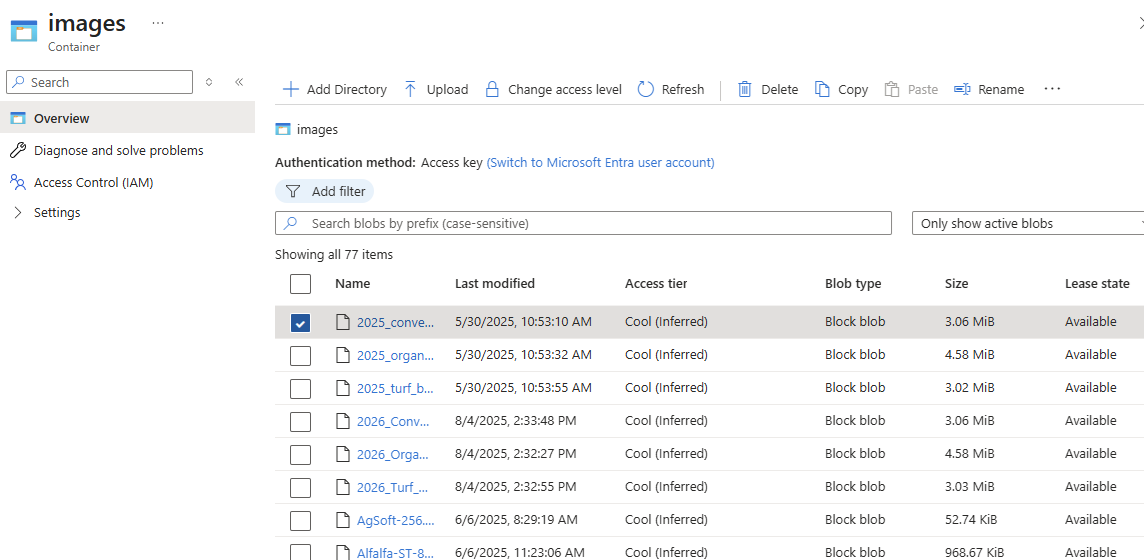 images ...
Container
Search
Overview
Diagnose and solve problems
Access Control (IAM)
Settings
Add Directory Upload Change access level Refresh Delete Copy Paste Rename ...
images
Authentication method: Access key (Switch to Microsoft Entra user account)
Add filter
Search blobs by prefix (case-sensitive) Only show active blobs
Showing all 77 items
Name Last modified Access tier Blob type Size Lease state
2025_conve... 5/30/2025, 10:53:10 AM Cool (Inferred) Block blob 3.06 MiB Available
2025_organ... 5/30/2025, 10:53:32 AM Cool (Inferred) Block blob 4.58 MiB Available
2025_turf_b... 5/30/2025, 10:53:55 AM Cool (Inferred) Block blob 3.02 MiB Available
2026_Conv... 8/4/2025, 2:33:48 PM Cool (Inferred) Block blob 3.06 MiB Available
2026_Orga... 8/4/2025, 2:32:27 PM Cool (Inferred) Block blob 4.58 MiB Available
2026_Turf_... 8/4/2025, 2:32:55 PM Cool (Inferred) Block blob 3.03 MiB Available
AgSoft-256.... 6/6/2025, 8:29:19 AM Cool (Inferred) Block blob 52.74 KiB Available
Alfalfa-ST-8... 6/6/2025, 11:23:06 AM Cool (Inferred) Block blob 968.67 KiB Available